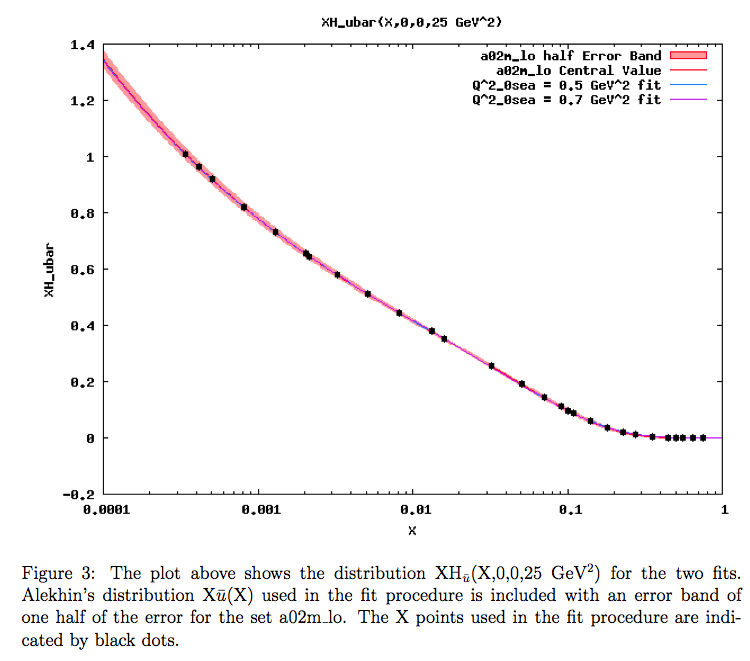 XH_ubar(X,0,0,25 GeV^2)
a02m_lo half Error Band
a02m_lo Central Value
Q^2_0sea = 0.5 GeV^2 fit
Q^2_0sea = 0.7 GeV^2 fit
1.4
1.2
1
0.8
0.6
0.4
0.2
0
-0.2
XH_ubar
0.0001 0.001 0.01 0.1 1
X
Figure 3: The plot above shows the distribution XH_ū(X,0,0,25 GeV²) for the two fits.
Alekhin's distribution Xū(X) used in the fit procedure is included with an error band of
one half of the error for the set a02m_lo. The X points used in the fit procedure are indi-
cated by black dots.